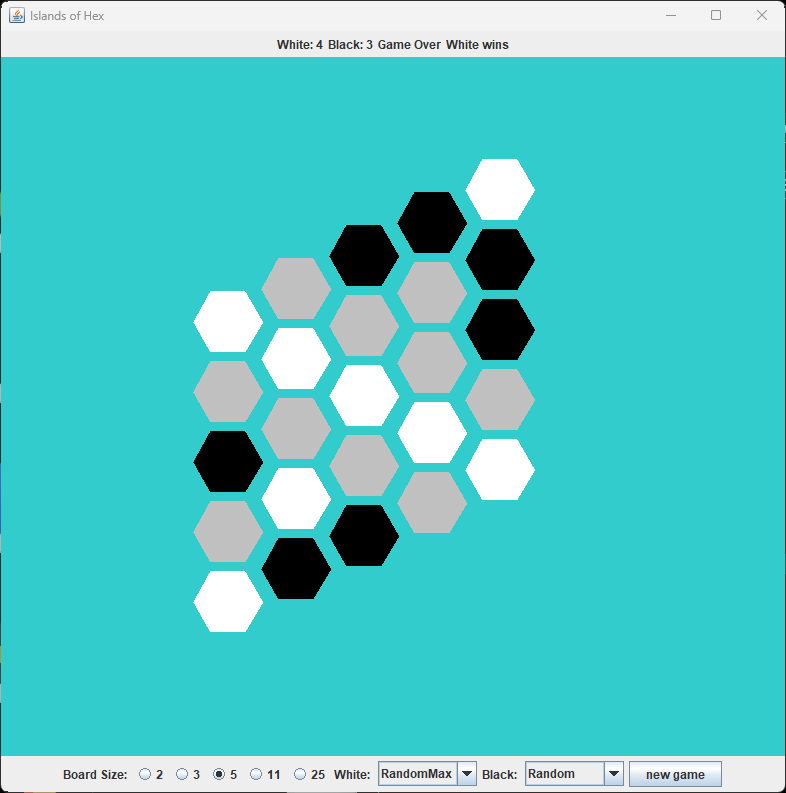 Islands of Hex
White: 4 Black: 3 Game Over White wins
Board Size: 2 3 5 11 25 White: RandomMax Black: Random new game